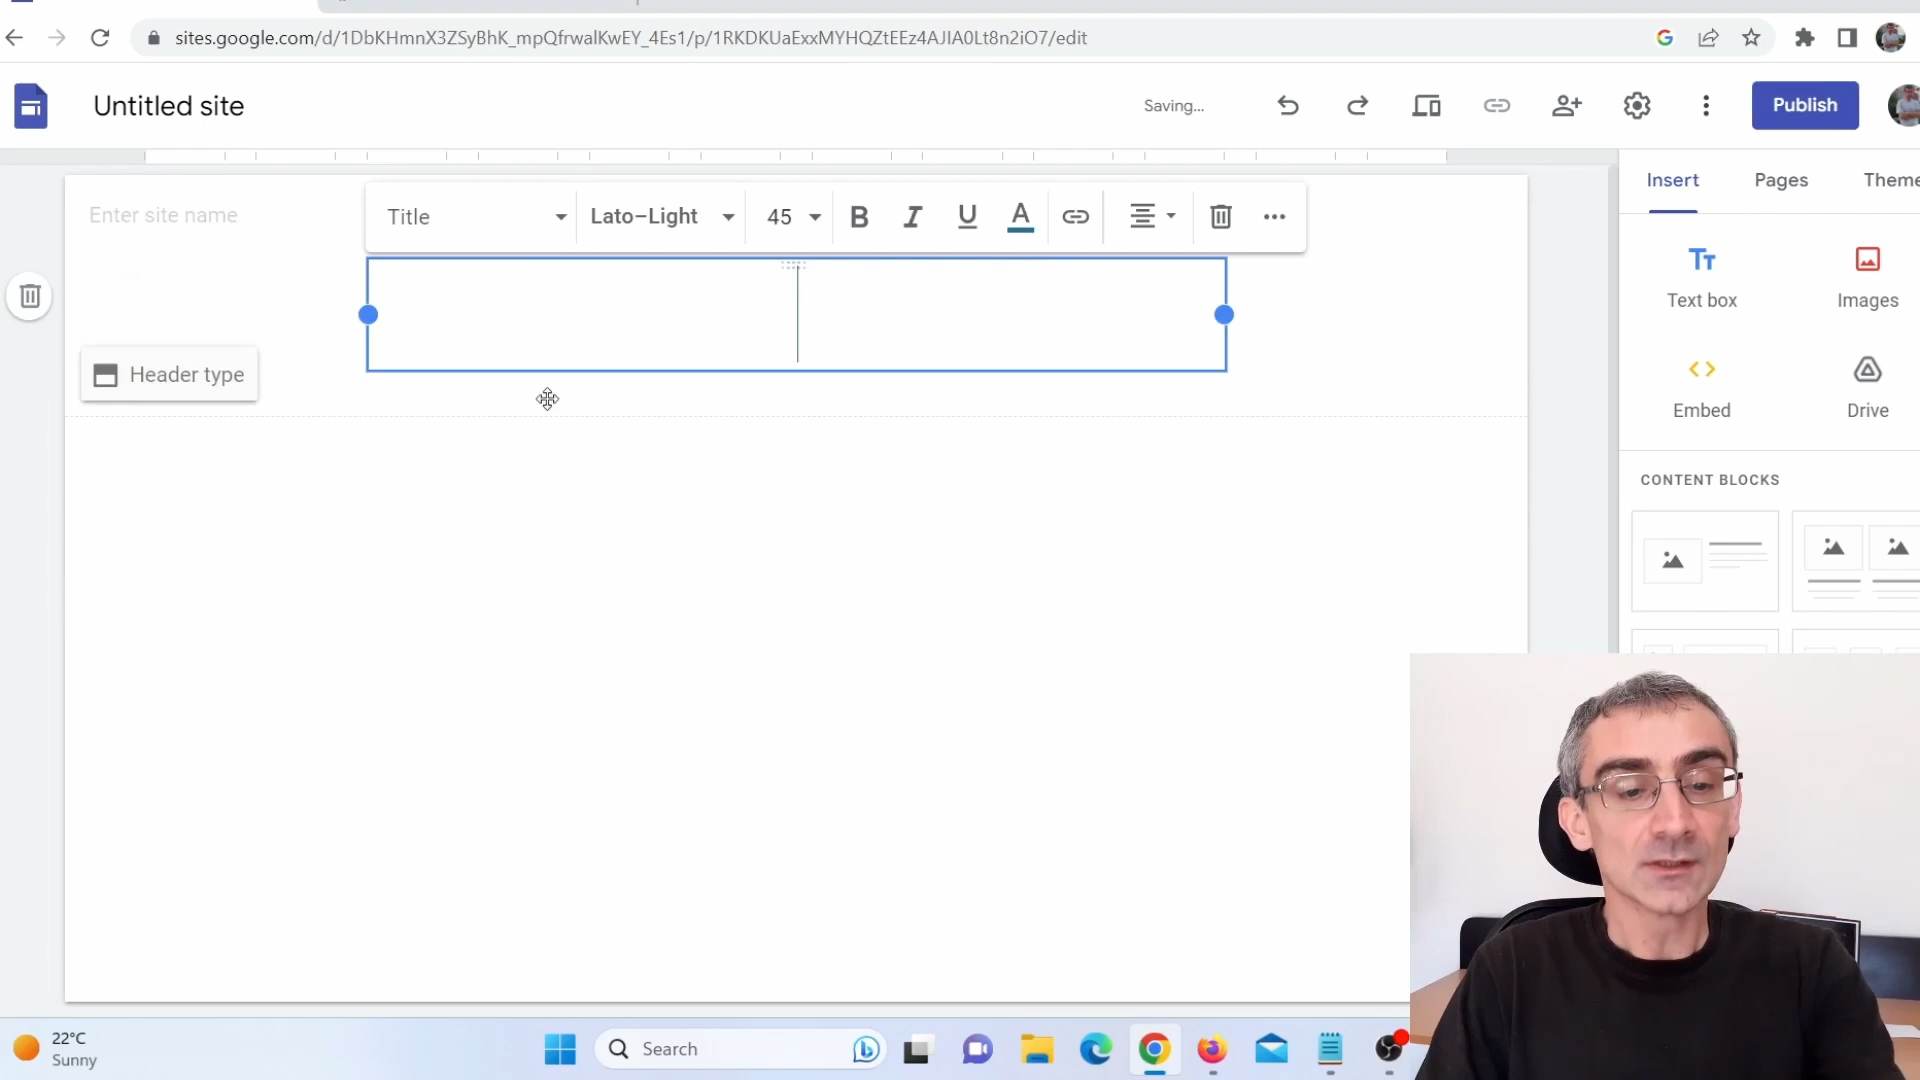 sites.google.com/d/1DbKHmnX3ZSyBhK_mpQfrwalKwEY_4Es1/p/1RKDKUaExxMYHQZtEEz4AJIA0Lt8n2iO7/edit
Untitled site
Saving...
Publish
Enter site name
Title
Lato–Light
45
B
I
U
A
Insert
Pages
Theme
Text box
Images
Header type
Embed
Drive
CONTENT BLOCKS
22°C
Sunny
Search